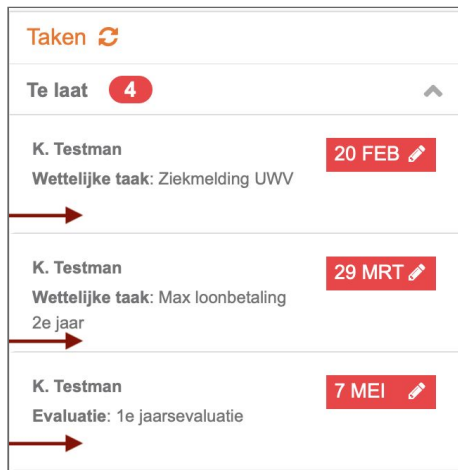 Taken
Te laat 4
K. Testman
20 FEB
Wettelijke taak: Ziekmelding UWV
K. Testman
29 MRT
Wettelijke taak: Max loonbetaling
2e jaar
K. Testman
7 MEI
Evaluatie: 1e jaarsevaluatie